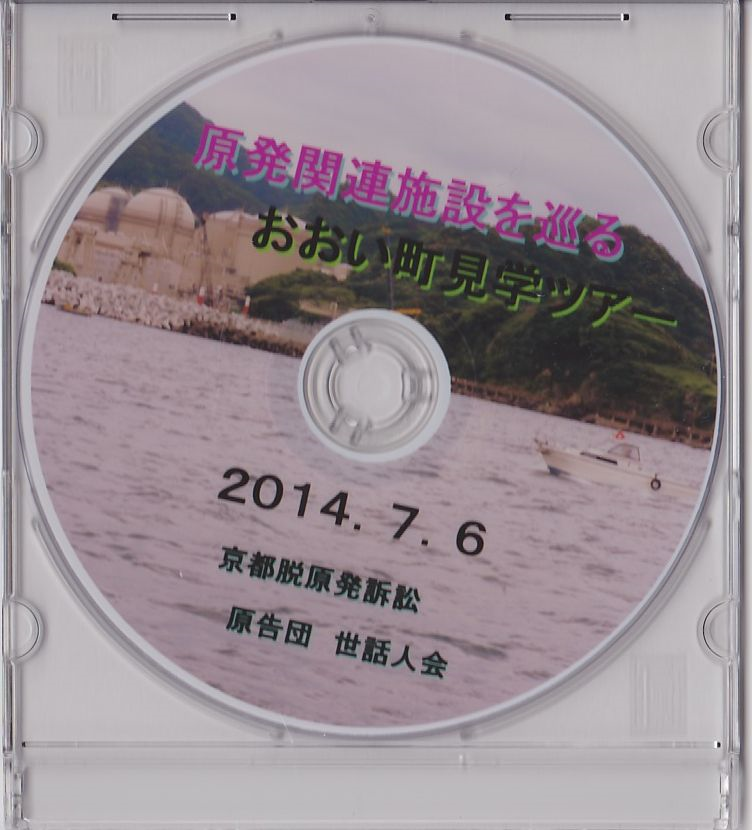 原発関連施設を巡る
おおい町見学ツアー
2014. 7. 6
京都脱原発訴訟
原告団 世話人会